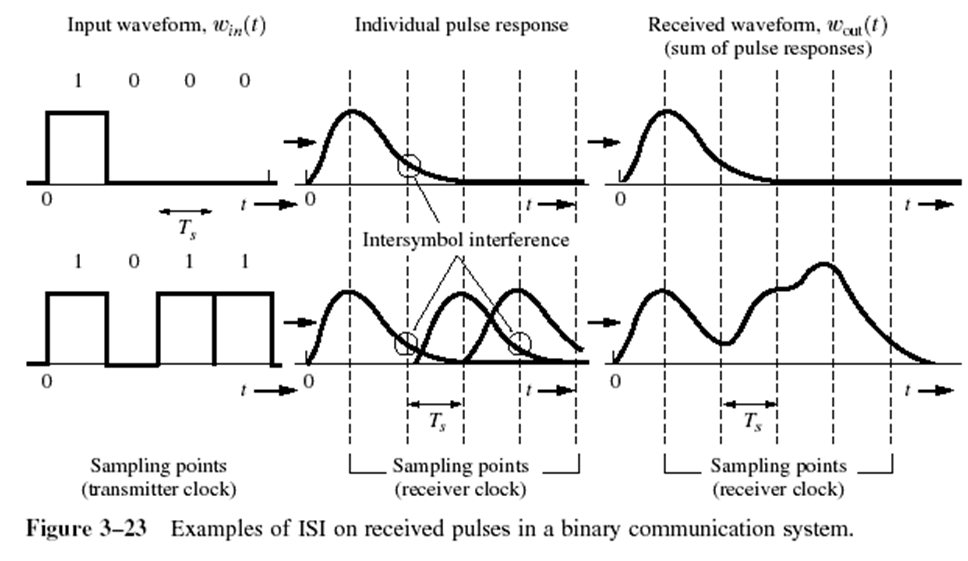 Input waveform, w_in(t)
Individual pulse response
Received waveform, w_out(t)
(sum of pulse responses)
1 0 0 0
0
T_s
t
0
t
0
t
Intersymbol interference
1 0 1 1
0
t
0
T_s
t
0
T_s
t
Sampling points
(transmitter clock)
Sampling points
(receiver clock)
Sampling points
(receiver clock)
Figure 3–23 Examples of ISI on received pulses in a binary communication system.